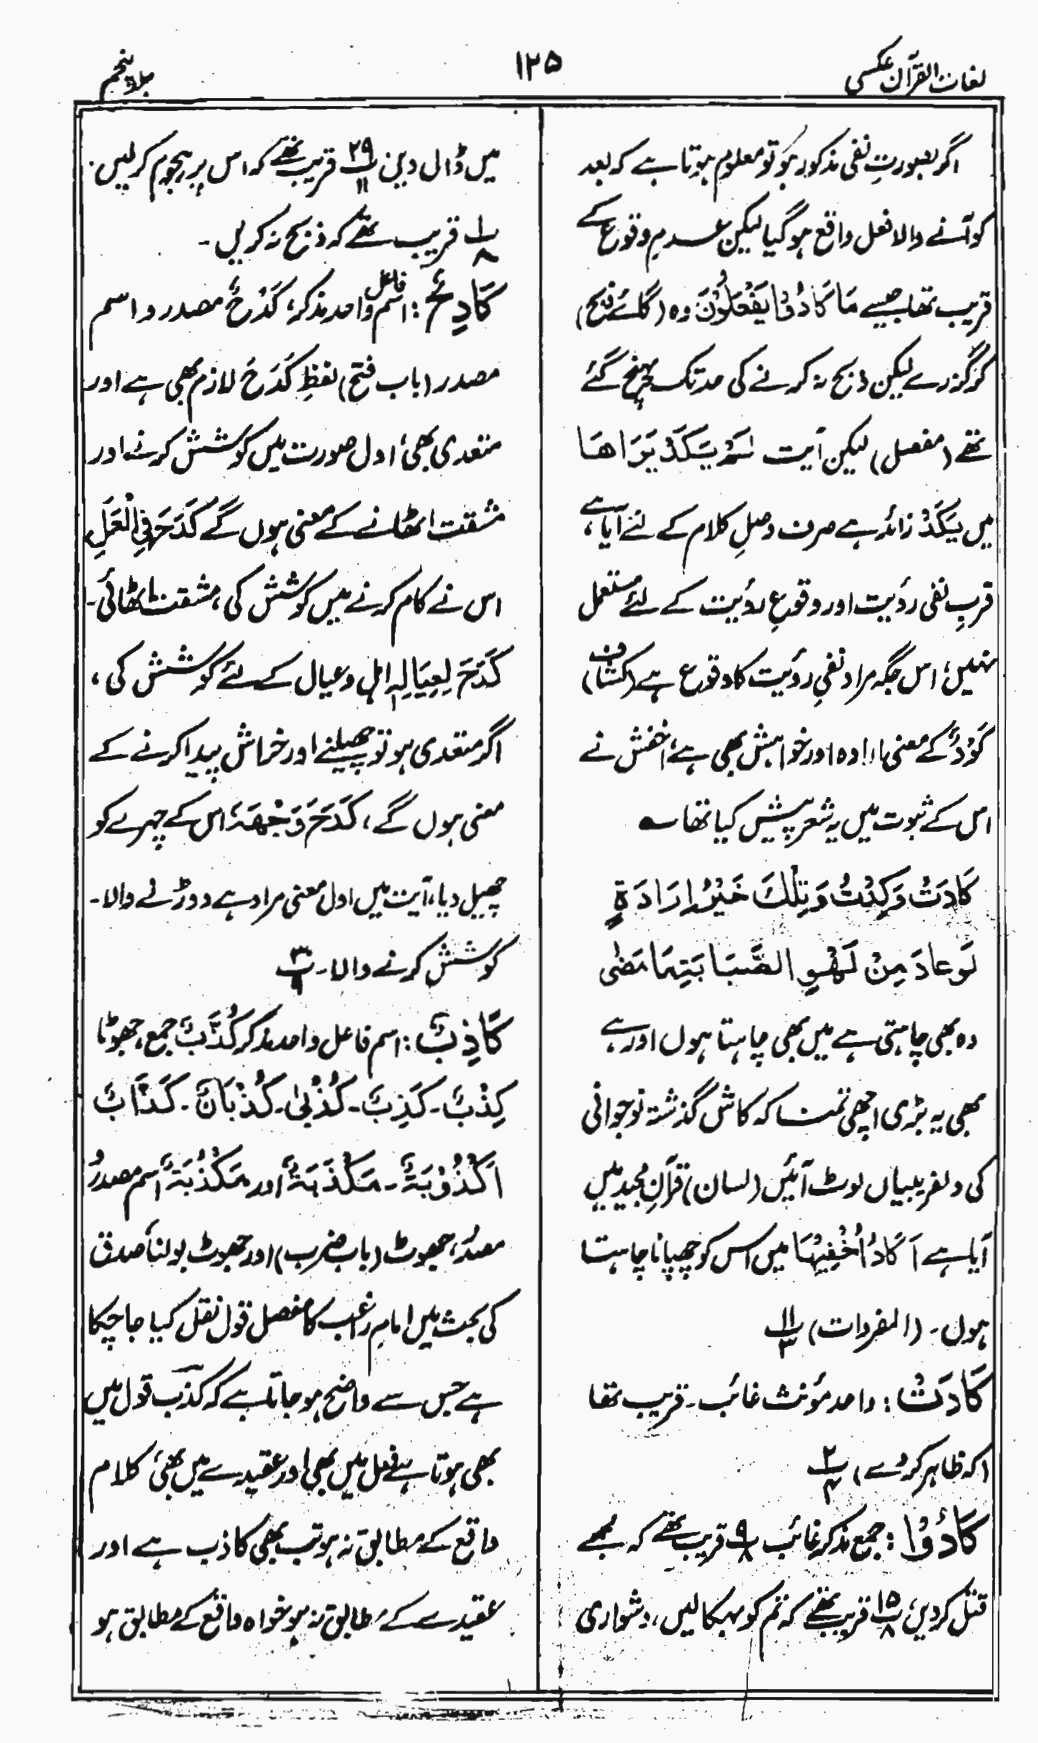 لغات القرآن عکسی
۱۲۵
جلد پنجم
اگر بصورتِ نفی مذکور ہو تو معلوم ہوتا ہے کہ بعد
کو آنے والا فعل واقع ہو گیا لیکن عدمِ وقوع کے
قریب تھا جیسے مَا کَادُوْا یَفْعَلُوْنَ وہ (گائے ذبح)
کر گزرے لیکن ذبح نہ کرنے کی حد تک پہنچ گئے
تھے (مفصل) لیکن آیت لَمْ یَکَدْ یَرَاھَا
میں یَکَدْ زائد ہے صرف وصلِ کلام کے لئے آیا ہے،
قربِ نفی رؤیت اور وقوعِ رؤیت کے لئے مستعمل
نہیں، اس جگہ مراد نفیِ رؤیت کا وقوع ہے (کشاف)
کَوْدٌ کے معنی ارادہ اور خواہش بھی ہے، اخفش نے
اس کے ثبوت میں یہ شعر پیش کیا تھا ؎
کَادَتْ وَکِدْتُ وَتِلْکَ خَیْرُ اِرَادَۃٍ
لَوْ عَادَ مِنْ لَھْوِ الصَّبَابَتِہَا مَضٰی
وہ بھی چاہتی ہے میں بھی چاہتا ہوں اور ہے
بھی یہ بڑی اچھی تمنا کہ کاش گذشتہ نوجوانی
کی دلفریبیاں لوٹ آئیں (لسان) قرآنِ مجید میں
آیا ہے اَکَادُ اُخْفِیْہَا میں اس کو چھپانا چاہتا
ہوں۔ (المفردات) ۱۱ ۳
کَادَتْ: واحد مؤنث غائب۔ قریب تھا
(کہ ظاہر کر دے) ۲ ۴
کَادُوْا: جمع مذکر غائب ۹ ۸ قریب تھے کہ مجھے
قتل کر دیں، ۱۵ ۸ قریب تھے کہ تم کو بہکا لیں، دشواری
میں ڈال دیں ۲۹ ۱۱ قریب تھے کہ اس پر ہجوم کر لیں۔
۱ ۸ قریب تھے کہ ذبح نہ کریں۔
کَادِحٌ: اسم فاعل واحد مذکر، کَدْحٌ مصدر و اسم
مصدر (باب فتح) لفظِ کَدَحَ لازم بھی ہے اور
متعدی بھی، اول صورت میں کوشش کرنے اور
مشقت اٹھانے کے معنی ہوں گے کَدَحَ فِی الْعَمَلِ
اس نے کام کرنے میں کوشش کی، مشقت اٹھائی۔
کَدَحَ لِعِیَالِہٖ اہل و عیال کے لئے کوشش کی،
اگر متعدی ہو تو چھیلنے اور خراش پیدا کرنے کے
معنی ہوں گے، کَدَحَ وَجْھَہٗ اس کے چہرے کو
چھیل دیا، آیت میں اول معنی مراد ہے دوڑنے والا۔
کوشش کرنے والا۔ ۳ ۹
کَاذِبٌ: اسم فاعل واحد مذکر کُذَّبٌ جمع، جھوٹا
کِذْبٌ۔ کَذِبٌ۔ کُذْبٰی۔ کُذْبَانٌ۔ کَذَّابٌ
اُکْذُوْبَۃٌ۔ مَکْذَبَۃٌ اور مَکْذُبَۃٌ اسم مصدر
مصدر، جھوٹ (باب ضرب) اور جھوٹ بولنا، صدق
کی بحث میں امام راغب کا مفصل قول نقل کیا جا چکا
ہے جس سے واضح ہو جاتا ہے کہ کذب قول میں
بھی ہوتا ہے فعل میں بھی اور عقیدے میں بھی، کلام
واقع کے مطابق نہ ہو تب بھی کاذب ہے اور
عقیدے کے مطابق نہ ہو خواہ واقع کے مطابق ہو